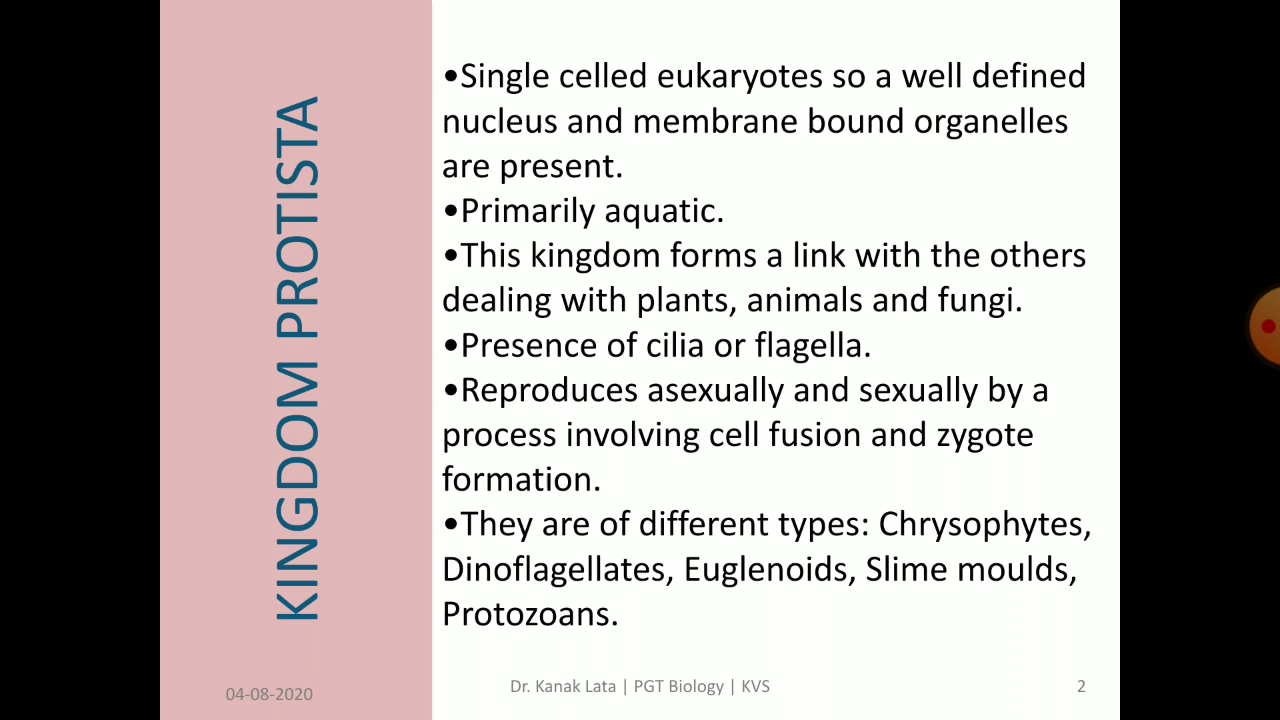 KINGDOM PROTISTA
•Single celled eukaryotes so a well defined
nucleus and membrane bound organelles
are present.
•Primarily aquatic.
•This kingdom forms a link with the others
dealing with plants, animals and fungi.
•Presence of cilia or flagella.
•Reproduces asexually and sexually by a
process involving cell fusion and zygote
formation.
•They are of different types: Chrysophytes,
Dinoflagellates, Euglenoids, Slime moulds,
Protozoans.
04-08-2020
Dr. Kanak Lata | PGT Biology | KVS
2